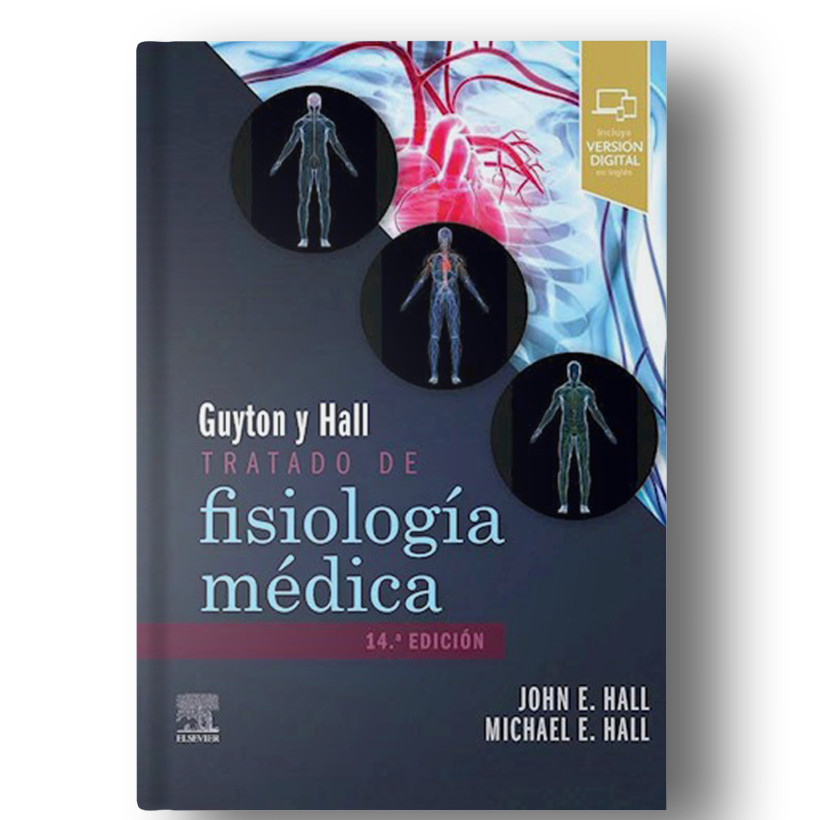 Incluye
VERSIÓN
DIGITAL
en inglés
Guyton y Hall
TRATADO DE
fisiología
médica
14.ª EDICIÓN
JOHN E. HALL
MICHAEL E. HALL
ELSEVIER